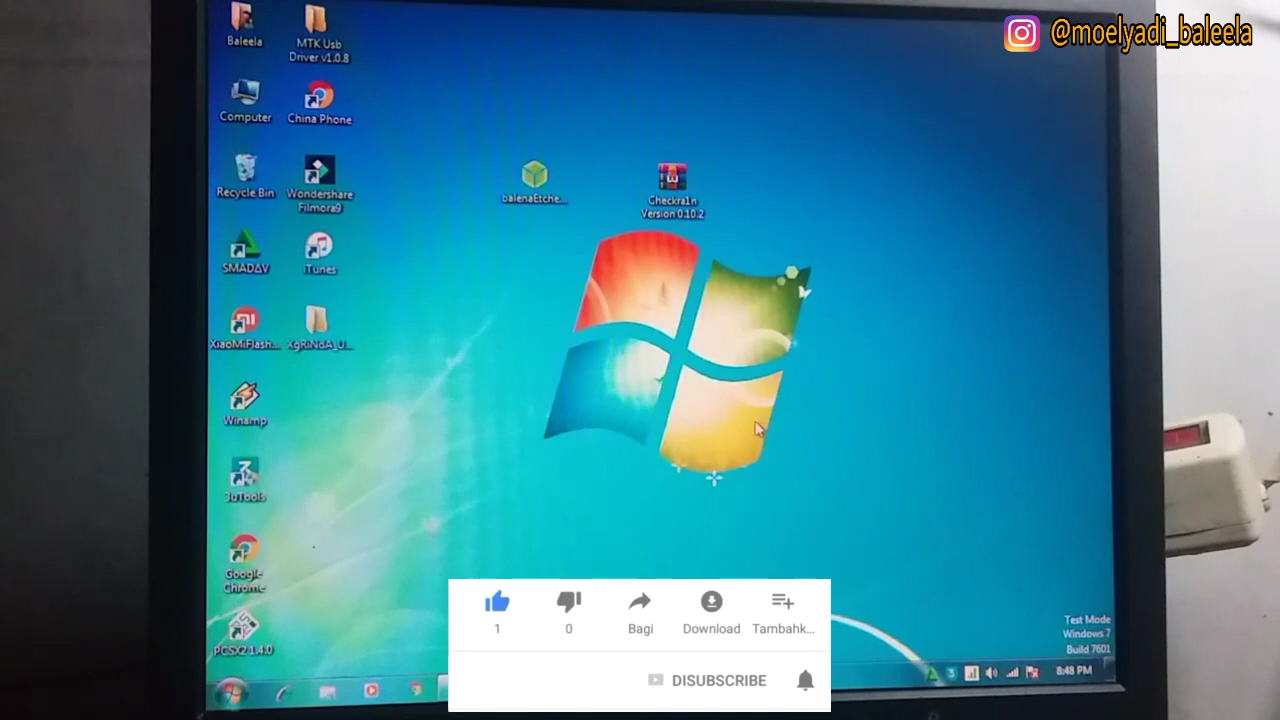 @moelyadi_baleela
Baleela
MTK Usb
Driver v1.0.8
Computer
China Phone
Recycle Bin
Wondershare
Filmora9
balenaEtche...
Checkra1n
Version 0.10.2
SMADAV
iTunes
XiaoMiFlash...
XgRiNdA_U...
Winamp
3uTools
Google
Chrome
PCSX2 1.4.0
1
0
Bagi
Download
Tambahk...
DISUBSCRIBE
Test Mode
Windows 7
Build 7601
8:48 PM